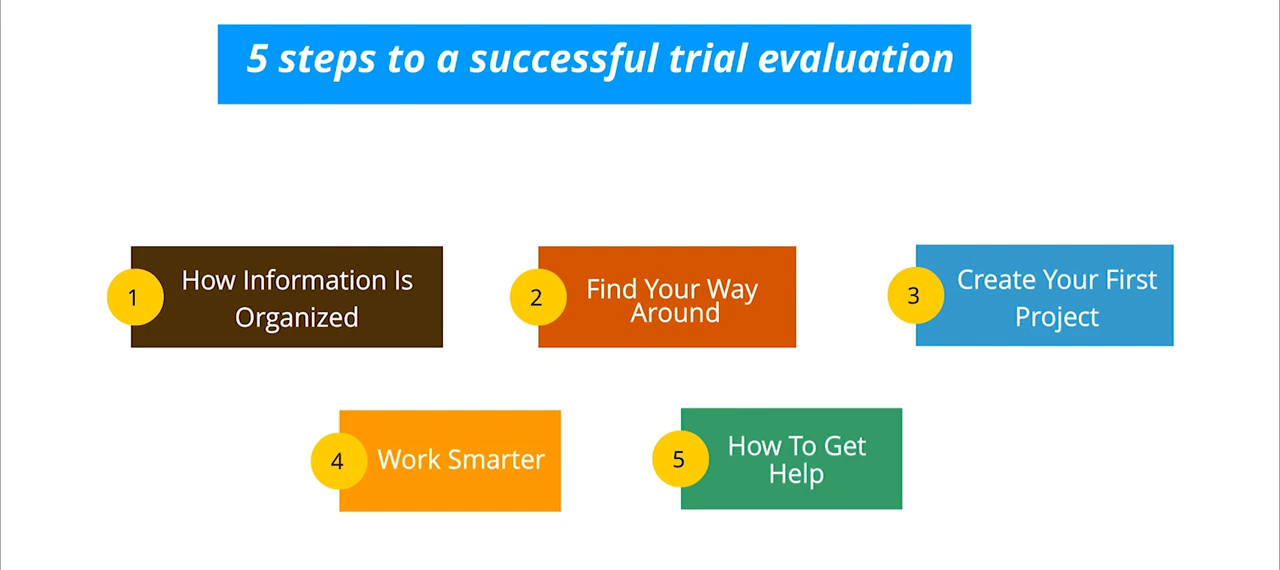 5 steps to a successful trial evaluation
1
How Information Is
Organized
2
Find Your Way
Around
3
Create Your First
Project
4
Work Smarter
5
How To Get
Help